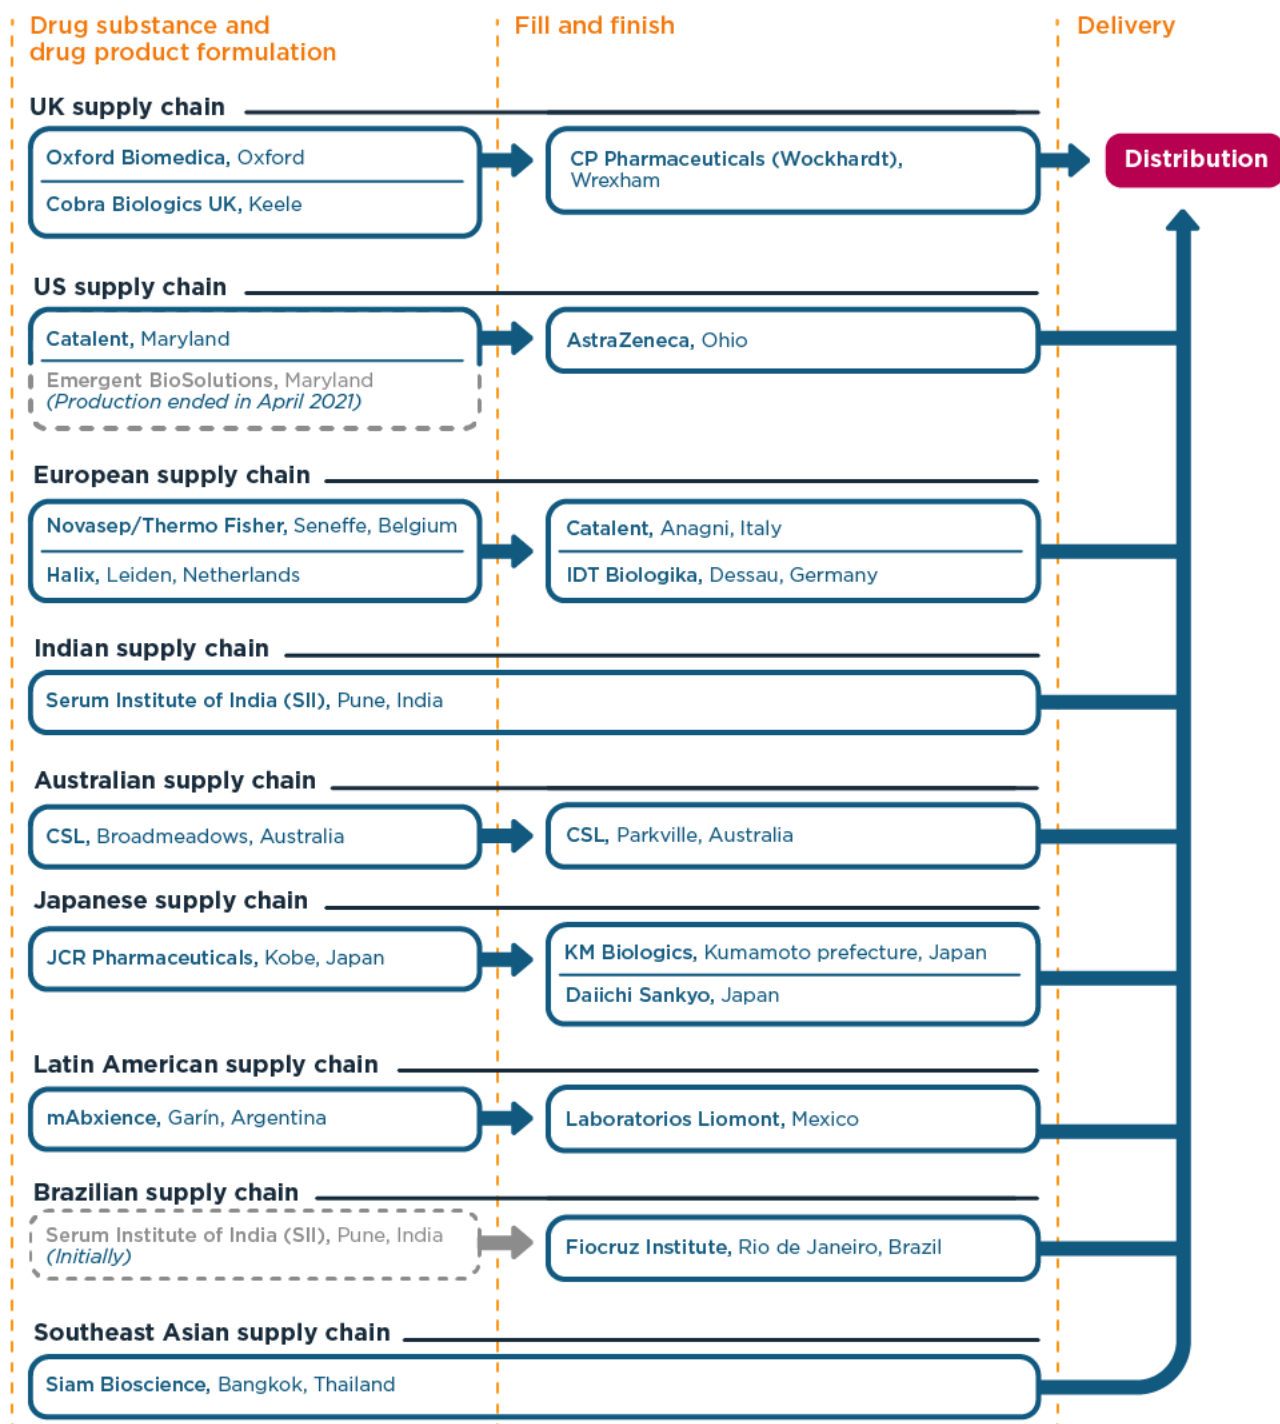 Drug substance and
drug product formulation
Fill and finish
Delivery
UK supply chain
Oxford Biomedica, Oxford
Cobra Biologics UK, Keele
CP Pharmaceuticals (Wockhardt),
Wrexham
Distribution
US supply chain
Catalent, Maryland
Emergent BioSolutions, Maryland
(Production ended in April 2021)
AstraZeneca, Ohio
European supply chain
Novasep/Thermo Fisher, Seneffe, Belgium
Halix, Leiden, Netherlands
Catalent, Anagni, Italy
IDT Biologika, Dessau, Germany
Indian supply chain
Serum Institute of India (SII), Pune, India
Australian supply chain
CSL, Broadmeadows, Australia
CSL, Parkville, Australia
Japanese supply chain
JCR Pharmaceuticals, Kobe, Japan
KM Biologics, Kumamoto prefecture, Japan
Daiichi Sankyo, Japan
Latin American supply chain
mAbxience, Garín, Argentina
Laboratorios Liomont, Mexico
Brazilian supply chain
Serum Institute of India (SII), Pune, India
(Initially)
Fiocruz Institute, Rio de Janeiro, Brazil
Southeast Asian supply chain
Siam Bioscience, Bangkok, Thailand